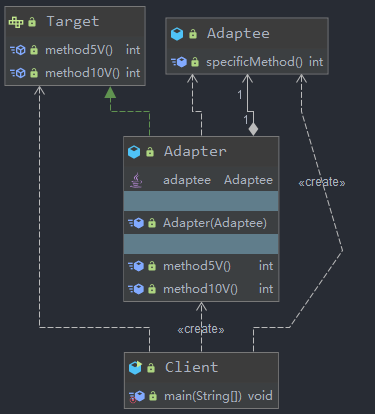 Target
method5V() int
method10V() int
Adaptee
specificMethod() int
1
1
Adapter
adaptee Adaptee
«create»
Adapter(Adaptee)
method5V() int
method10V() int
«create»
Client
main(String[]) void